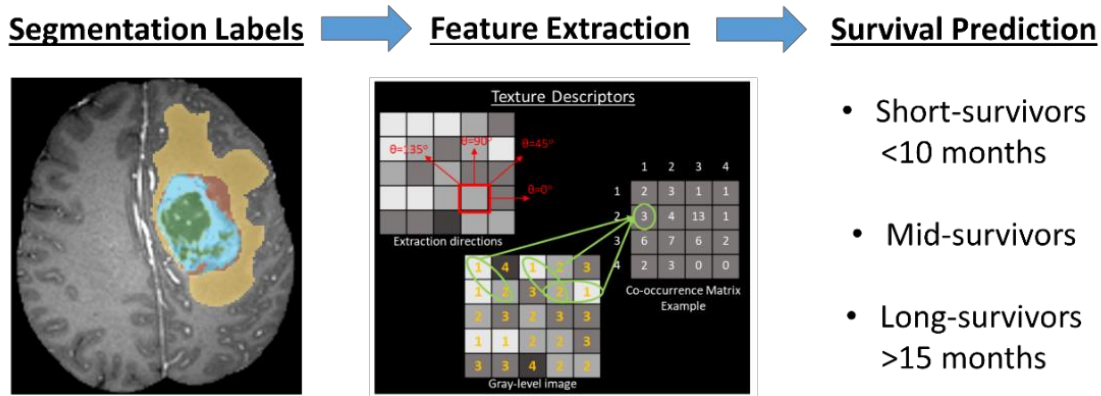 Segmentation Labels
Feature Extraction
Survival Prediction
Texture Descriptors
θ=135°
θ=90°
θ=45°
θ=0°
Extraction directions
1 2 3 4
1 2 3 1 1
2 3 4 13 1
3 6 7 6 2
4 2 3 0 0
Co-occurrence Matrix
Example
1 4 1 2 3
1 2 3 2 1
2 3 2 3 3
1 1 2 2 3
3 3 4 2 2
Gray-level image
• Short-survivors
<10 months
• Mid-survivors
• Long-survivors
>15 months